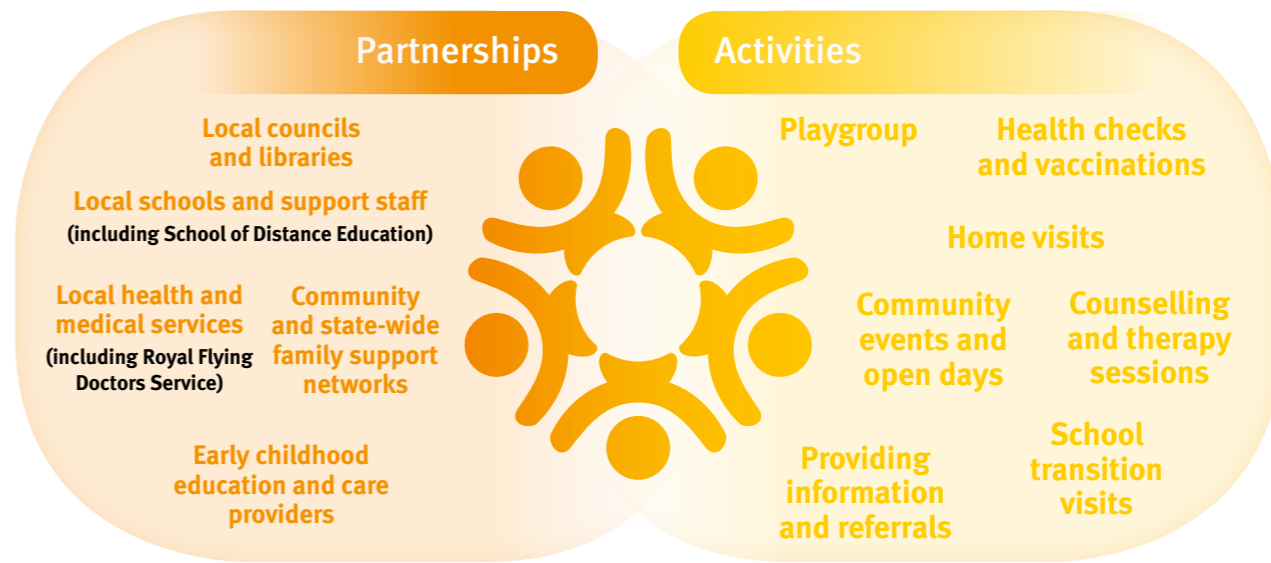 Partnerships
Local councils
and libraries
Local schools and support staff
(including School of Distance Education)
Local health and
medical services
(including Royal Flying
Doctors Service)
Community
and state-wide
family support
networks
Early childhood
education and care
providers
Activities
Playgroup
Health checks
and vaccinations
Home visits
Community
events and
open days
Counselling
and therapy
sessions
Providing
information
and referrals
School
transition
visits